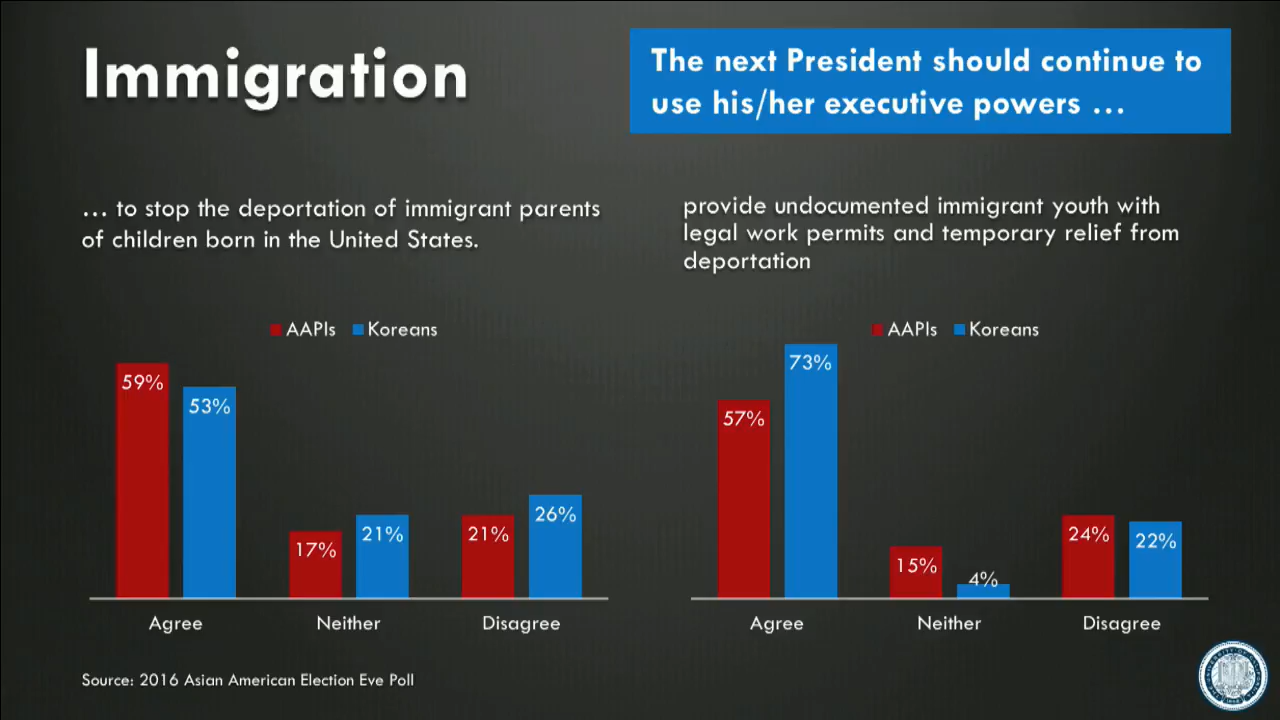 Immigration
The next President should continue to
use his/her executive powers …
… to stop the deportation of immigrant parents
of children born in the United States.
provide undocumented immigrant youth with
legal work permits and temporary relief from
deportation
AAPIs Koreans
59%
53%
17%
21%
21%
26%
Agree Neither Disagree
AAPIs Koreans
57%
73%
15%
4%
24%
22%
Agree Neither Disagree
Source: 2016 Asian American Election Eve Poll